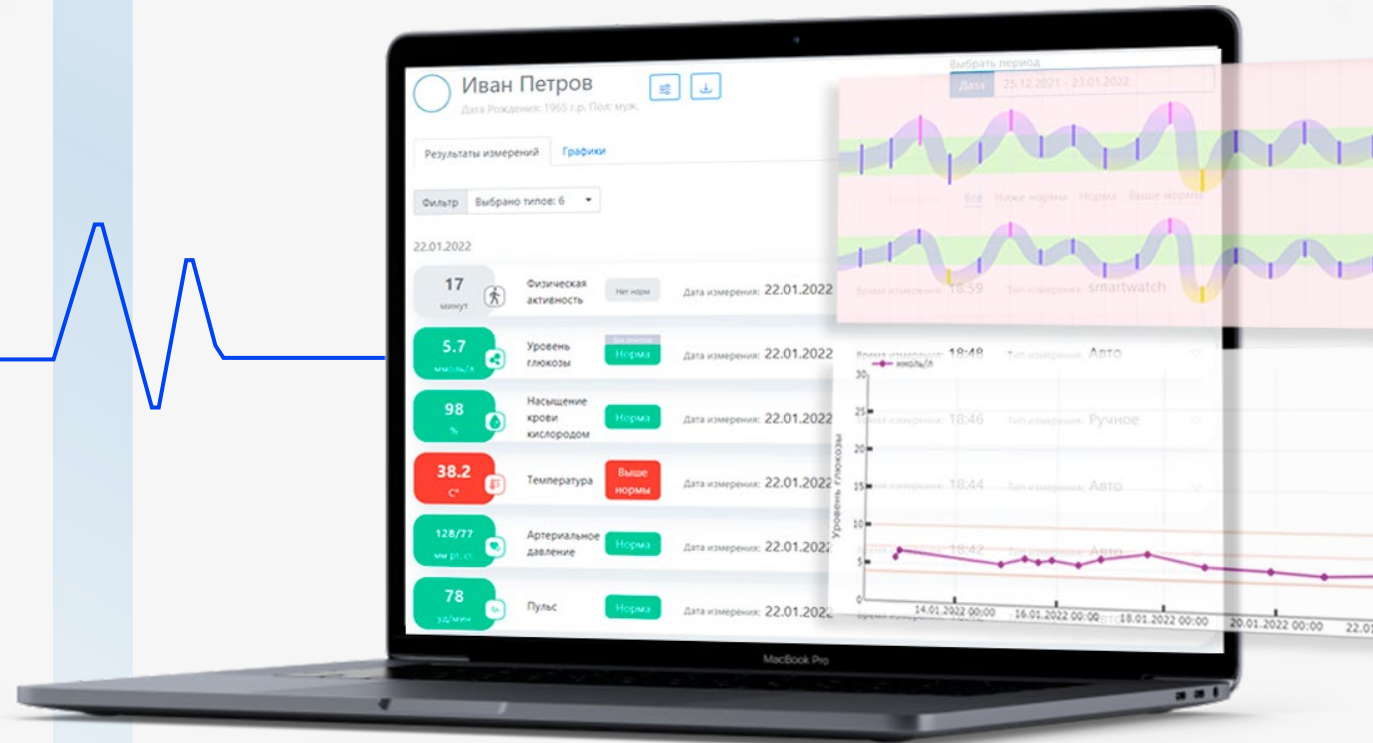 Иван Петров
Дата Рождения: 1965 г.р. Пол: муж.
Выбрать период
Дата 25.12.2021 - 23.01.2022
Результаты измерений Графики
Фильтр Выбрано типов: 6
Все Ниже нормы Норма Выше нормы
22.01.2022
17
минут
Физическая
активность
Нет норм
Дата измерения: 22.01.2022
Время измерения: 18:59 Тип измерения: smartwatch
5.7
ммоль/л
Уровень
глюкозы
Норма
Дата измерения: 22.01.2022
Время измерения: 18:48 Тип измерения: Авто
98
%
Насыщение
крови
кислородом
Норма
Дата измерения: 22.01.2022
Время измерения: 18:46 Тип измерения: Ручное
38.2
C°
Температура
Выше
нормы
Дата измерения: 22.01.2022
Время измерения: 18:44 Тип измерения: Авто
128/77
мм рт. ст.
Артериальное
давление
Норма
Дата измерения: 22.01.2022
Время измерения: 18:42 Тип измерения: Авто
78
уд/мин
Пульс
Норма
Дата измерения: 22.01.2022
ммоль/л
Уровень глюкозы
30
25
20
15
10
5
0
14.01.2022 00:00 16.01.2022 00:00 18.01.2022 00:00 20.01.2022 00:00 22.01
MacBook Pro